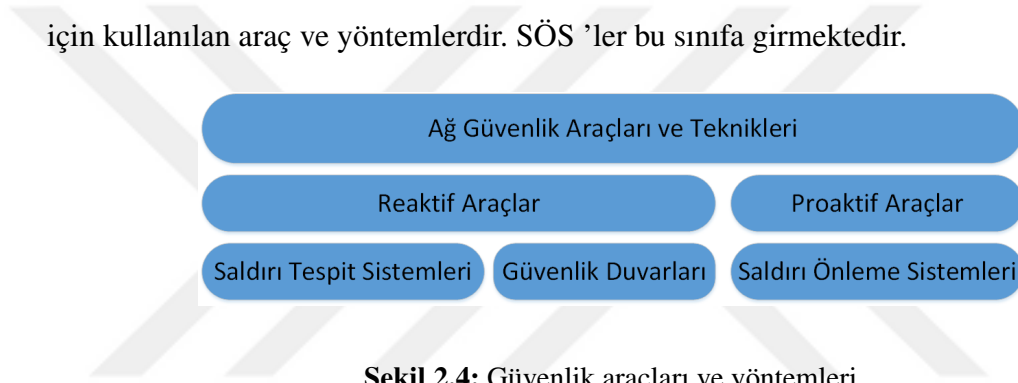 için kullanılan araç ve yöntemlerdir. SÖS ’ler bu sınıfa girmektedir.
Ağ Güvenlik Araçları ve Teknikleri
Reaktif Araçlar
Proaktif Araçlar
Saldırı Tespit Sistemleri
Güvenlik Duvarları
Saldırı Önleme Sistemleri
Şekil 2.4: Güvenlik araçları ve yöntemleri